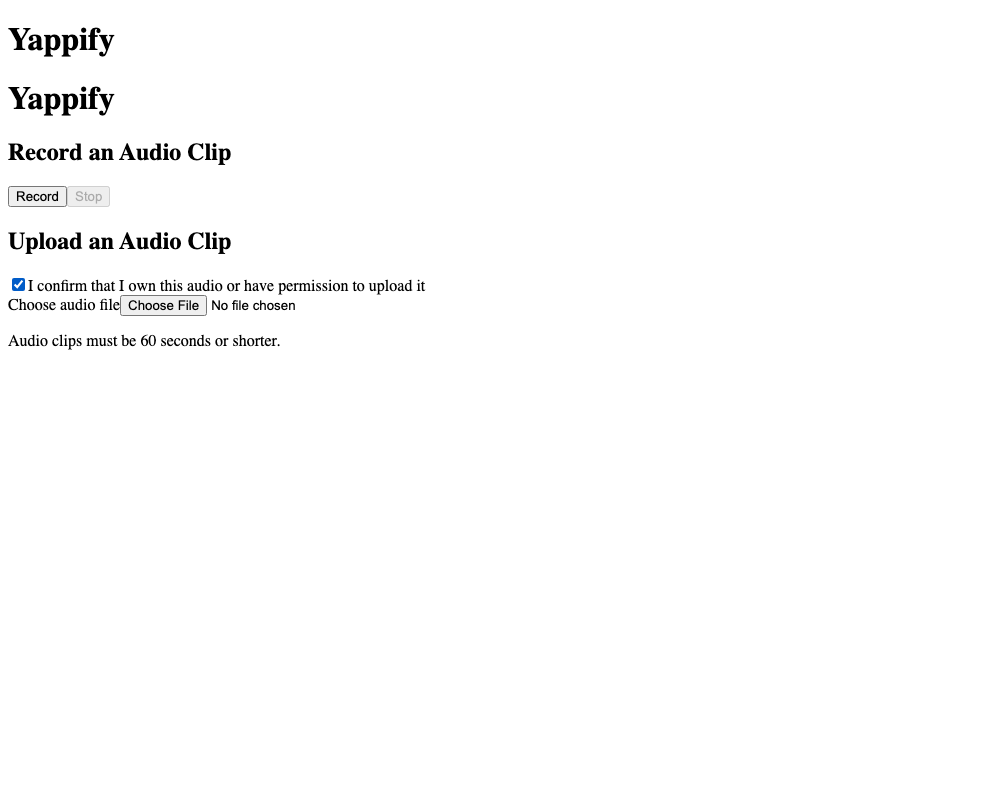 Yappify
Yappify
Record an Audio Clip
Record Stop
Upload an Audio Clip
I confirm that I own this audio or have permission to upload it
Choose audio file Choose File No file chosen
Audio clips must be 60 seconds or shorter.